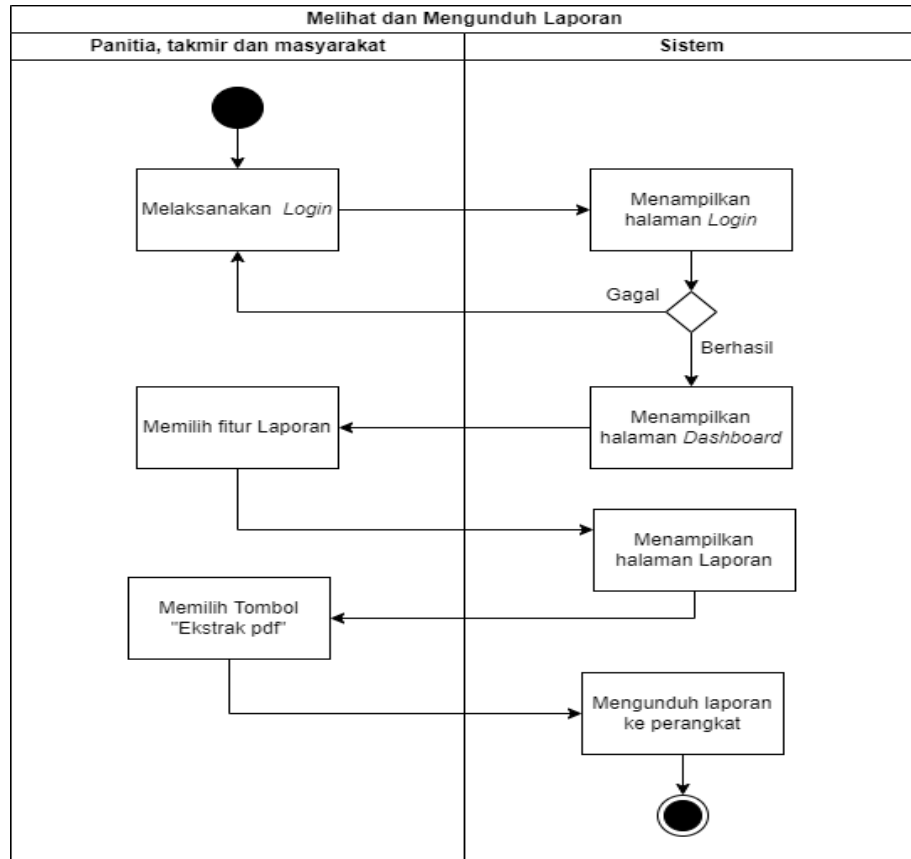 Melihat dan Mengunduh Laporan
Panitia, takmir dan masyarakat
Sistem
Melaksanakan Login
Menampilkan
halaman Login
Gagal
Berhasil
Memilih fitur Laporan
Menampilkan
halaman Dashboard
Menampilkan
halaman Laporan
Memilih Tombol
"Ekstrak pdf"
Mengunduh laporan
ke perangkat